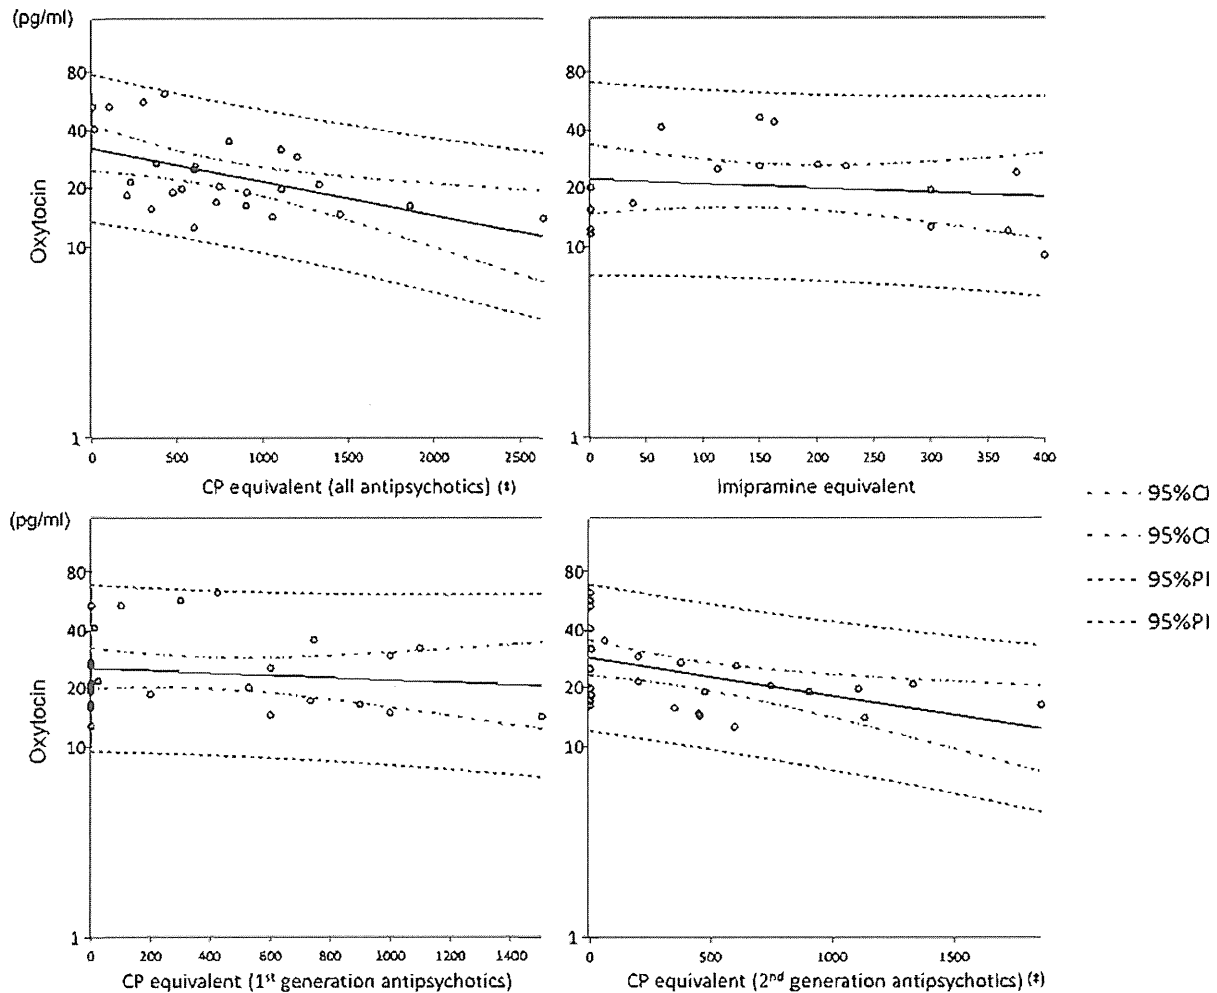 (pg/ml)
80
40
20
10
1
Oxytocin
0 500 1000 1500 2000 2500
CP equivalent (all antipsychotics) (‡)
80
40
20
10
1
0 50 100 150 200 250 300 350 400
Imipramine equivalent
(pg/ml)
80
40
20
10
1
Oxytocin
0 200 400 600 800 1000 1200 1400
CP equivalent (1st generation antipsychotics)
80
40
20
10
1
0 500 1000 1500
CP equivalent (2nd generation antipsychotics) (‡)
95%CI
95%CI
95%PI
95%PI